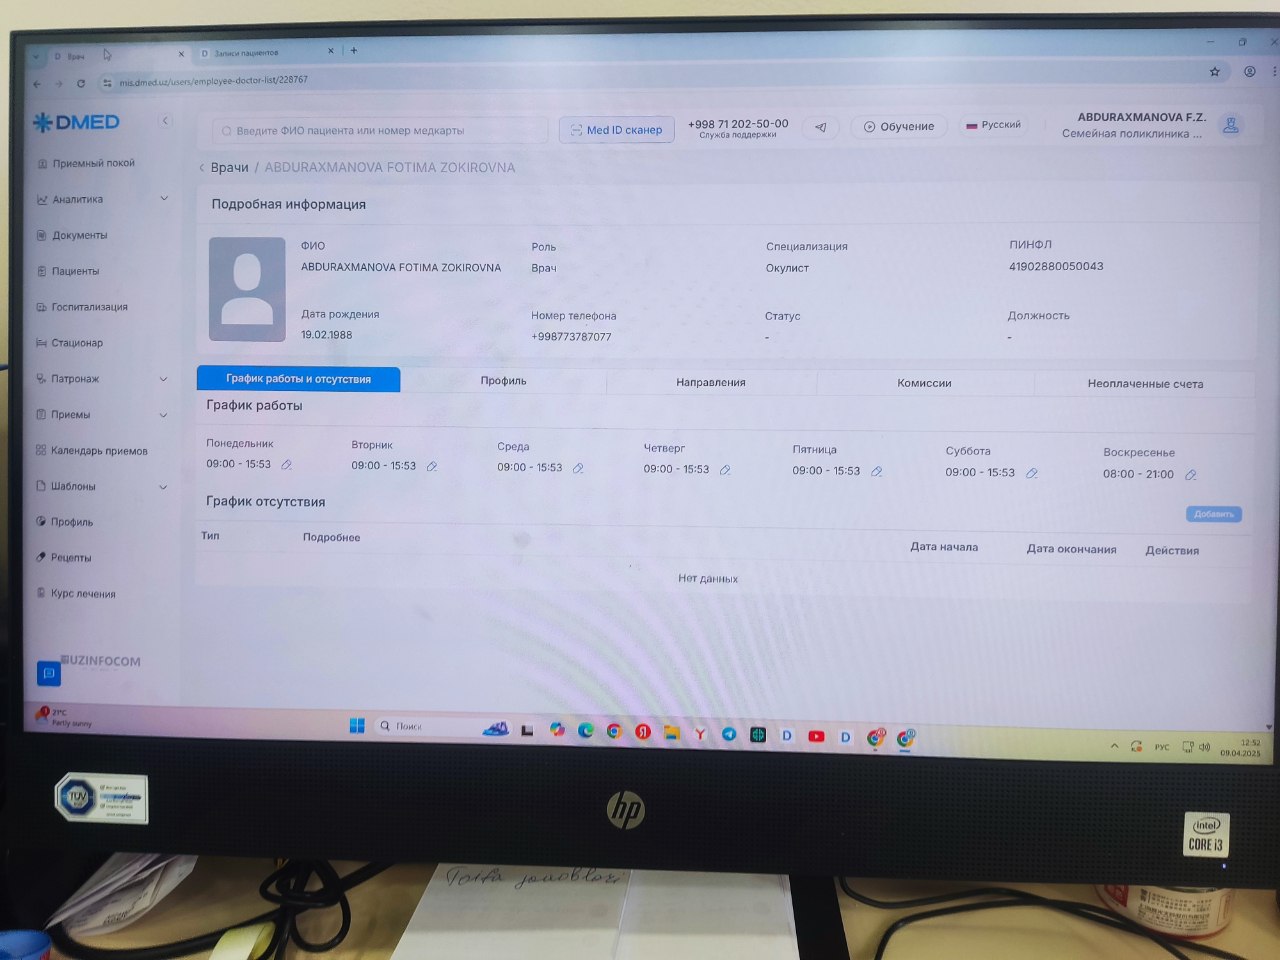 Врач
Записи пациентов
mis.dmed.uz/users/employee-doctor-list/228767
DMED
Введите ФИО пациента или номер медкарты
Med ID сканер
+998 71 202-50-00
Служба поддержки
Обучение
Русский
ABDURAXMANOVA F.Z.
Семейная поликлиника ...
Приемный покой
Аналитика
Документы
Пациенты
Госпитализация
Стационар
Патронаж
Приемы
Календарь приемов
Шаблоны
Профиль
Рецепты
Курс лечения
UZINFOCOM
Врачи / ABDURAXMANOVA FOTIMA ZOKIROVNA
Подробная информация
ФИО
ABDURAXMANOVA FOTIMA ZOKIROVNA
Роль
Врач
Специализация
Окулист
ПИНФЛ
41902880050043
Дата рождения
19.02.1988
Номер телефона
+998773787077
Статус
-
Должность
-
График работы и отсутствия Профиль Направления Комиссии Неоплаченные счета
График работы
Понедельник Вторник Среда Четверг Пятница Суббота Воскресенье
09:00 - 15:53 09:00 - 15:53 09:00 - 15:53 09:00 - 15:53 09:00 - 15:53 09:00 - 15:53 08:00 - 21:00
График отсутствия
Добавить
Тип Подробнее Дата начала Дата окончания Действия
Нет данных
21°C
Partly sunny
Поиск
РУС
12:52
09.04.2025
TÜV
hp
intel
CORE i3